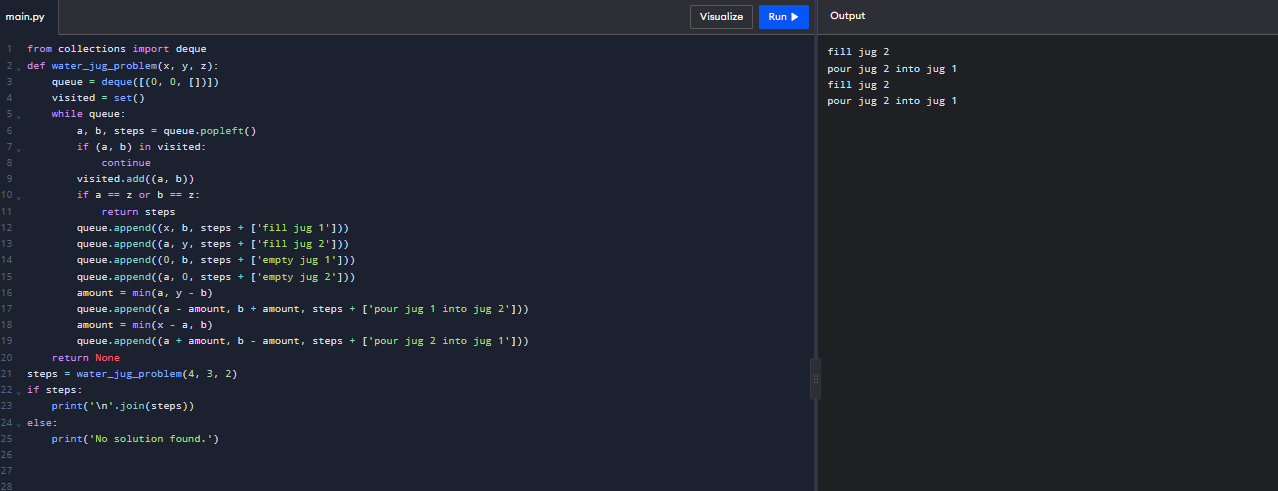 main.py
Visualize
Run
Output
1 from collections import deque
2 def water_jug_problem(x, y, z):
3     queue = deque([(0, 0, [])])
4     visited = set()
5     while queue:
6         a, b, steps = queue.popleft()
7         if (a, b) in visited:
8             continue
9         visited.add((a, b))
10         if a == z or b == z:
11             return steps
12         queue.append((x, b, steps + ['fill jug 1']))
13         queue.append((a, y, steps + ['fill jug 2']))
14         queue.append((0, b, steps + ['empty jug 1']))
15         queue.append((a, 0, steps + ['empty jug 2']))
16         amount = min(a, y - b)
17         queue.append((a - amount, b + amount, steps + ['pour jug 1 into jug 2']))
18         amount = min(x - a, b)
19         queue.append((a + amount, b - amount, steps + ['pour jug 2 into jug 1']))
20     return None
21 steps = water_jug_problem(4, 3, 2)
22 if steps:
23     print('\n'.join(steps))
24 else:
25     print('No solution found.')
26
27
28
fill jug 2
pour jug 2 into jug 1
fill jug 2
pour jug 2 into jug 1